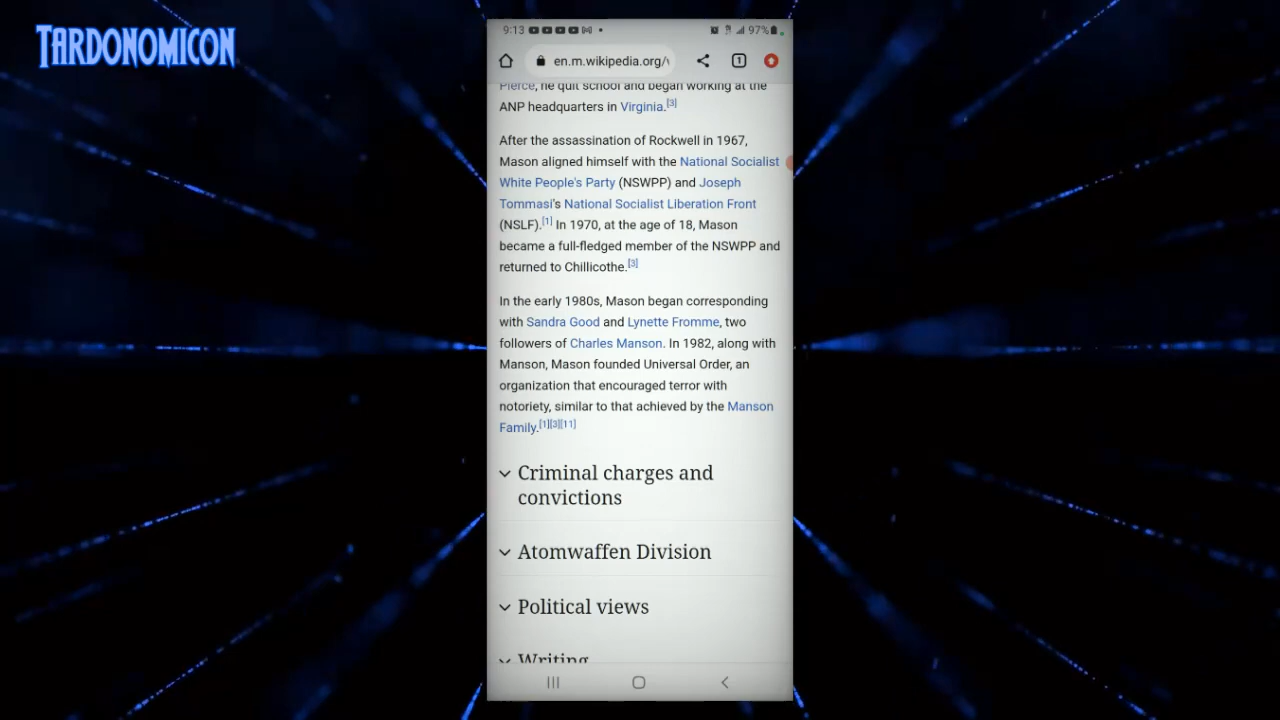 TARDONOMICON
9:13
97%
en.m.wikipedia.org/
1
Pierce, he quit school and began working at the
ANP headquarters in Virginia.[3]
After the assassination of Rockwell in 1967,
Mason aligned himself with the National Socialist
White People's Party (NSWPP) and Joseph
Tommasi's National Socialist Liberation Front
(NSLF).[1] In 1970, at the age of 18, Mason
became a full-fledged member of the NSWPP and
returned to Chillicothe.[3]
In the early 1980s, Mason began corresponding
with Sandra Good and Lynette Fromme, two
followers of Charles Manson. In 1982, along with
Manson, Mason founded Universal Order, an
organization that encouraged terror with
notoriety, similar to that achieved by the Manson
Family.[1][3][11]
Criminal charges and
convictions
Atomwaffen Division
Political views
Writing